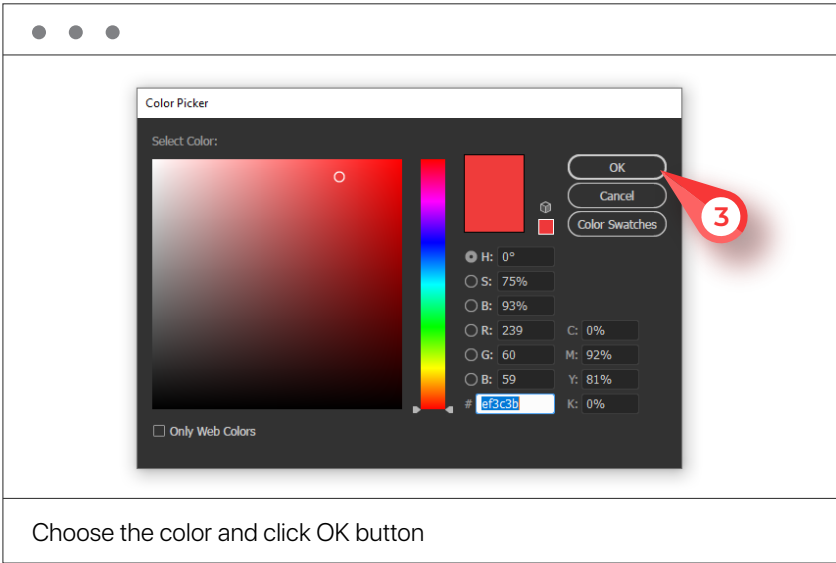 Color Picker
Select Color:
OK
Cancel
Color Swatches
3
H: 0°
S: 75%
B: 93%
R: 239 C: 0%
G: 60 M: 92%
B: 59 Y: 81%
# ef3c3b K: 0%
Only Web Colors
Choose the color and click OK button